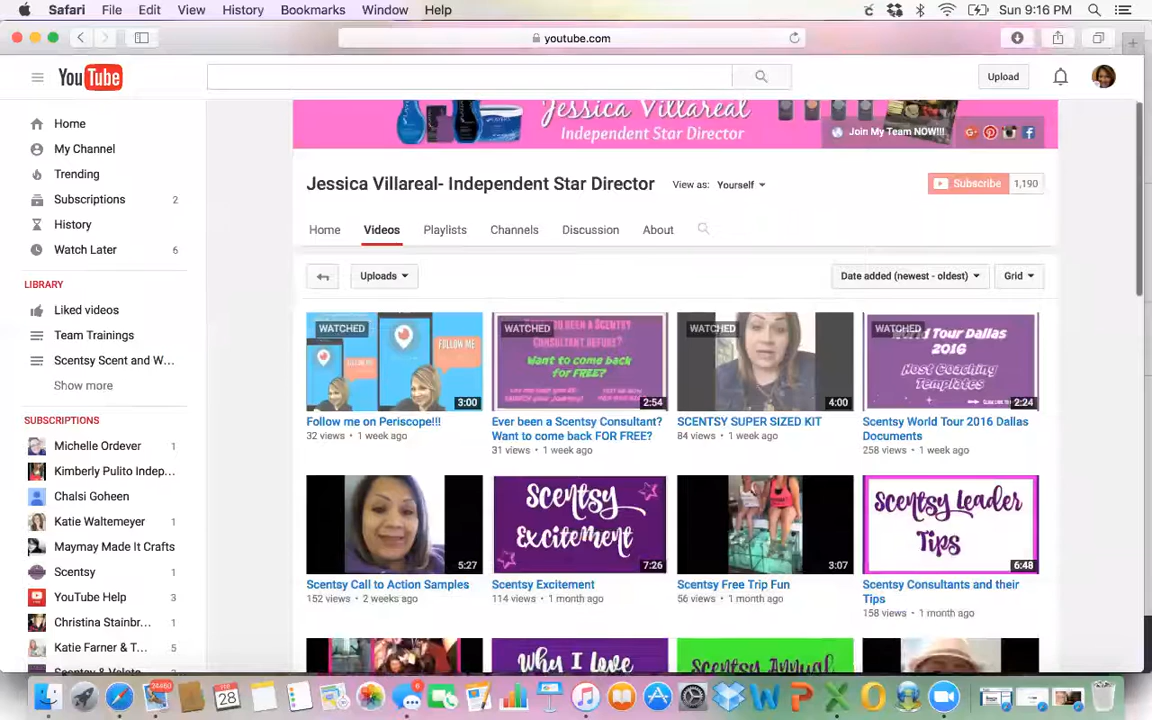 Safari File Edit View History Bookmarks Window Help Sun 9:16 PM
youtube.com
YouTube Upload
Jessica Villareal
Independent Star Director
Join My Team NOW!!!
Home
My Channel
Trending
Subscriptions 2
History
Watch Later 6
LIBRARY
Liked videos
Team Trainings
Scentsy Scent and W...
Show more
SUBSCRIPTIONS
Michelle Ordever 1
Kimberly Pulito Indep...
Chalsi Goheen
Katie Waltemeyer 1
Maymay Made It Crafts
Scentsy 1
YouTube Help 3
Christina Stainbr... 1
Katie Farner & T... 5
Jessica Villareal- Independent Star Director View as: Yourself Subscribe 1,190
Home Videos Playlists Channels Discussion About
Uploads Date added (newest - oldest) Grid
WATCHED
FOLLOW ME
3:00
Follow me on Periscope!!!
32 views • 1 week ago
WATCHED
Want to come back
for FREE?
2:54
Ever been a Scentsy Consultant?
Want to come back FOR FREE?
31 views • 1 week ago
WATCHED
4:00
SCENTSY SUPER SIZED KIT
84 views • 1 week ago
WATCHED
World Tour Dallas
2016
Host Coaching
Templates
2:24
Scentsy World Tour 2016 Dallas
Documents
258 views • 1 week ago
5:27
Scentsy Call to Action Samples
152 views • 2 weeks ago
Scentsy
Excitement
7:26
Scentsy Excitement
114 views • 1 month ago
3:07
Scentsy Free Trip Fun
56 views • 1 month ago
Scentsy Leader
Tips
6:48
Scentsy Consultants and their
Tips
158 views • 1 month ago
Why I Love
Scentsy Annual
FEB
28